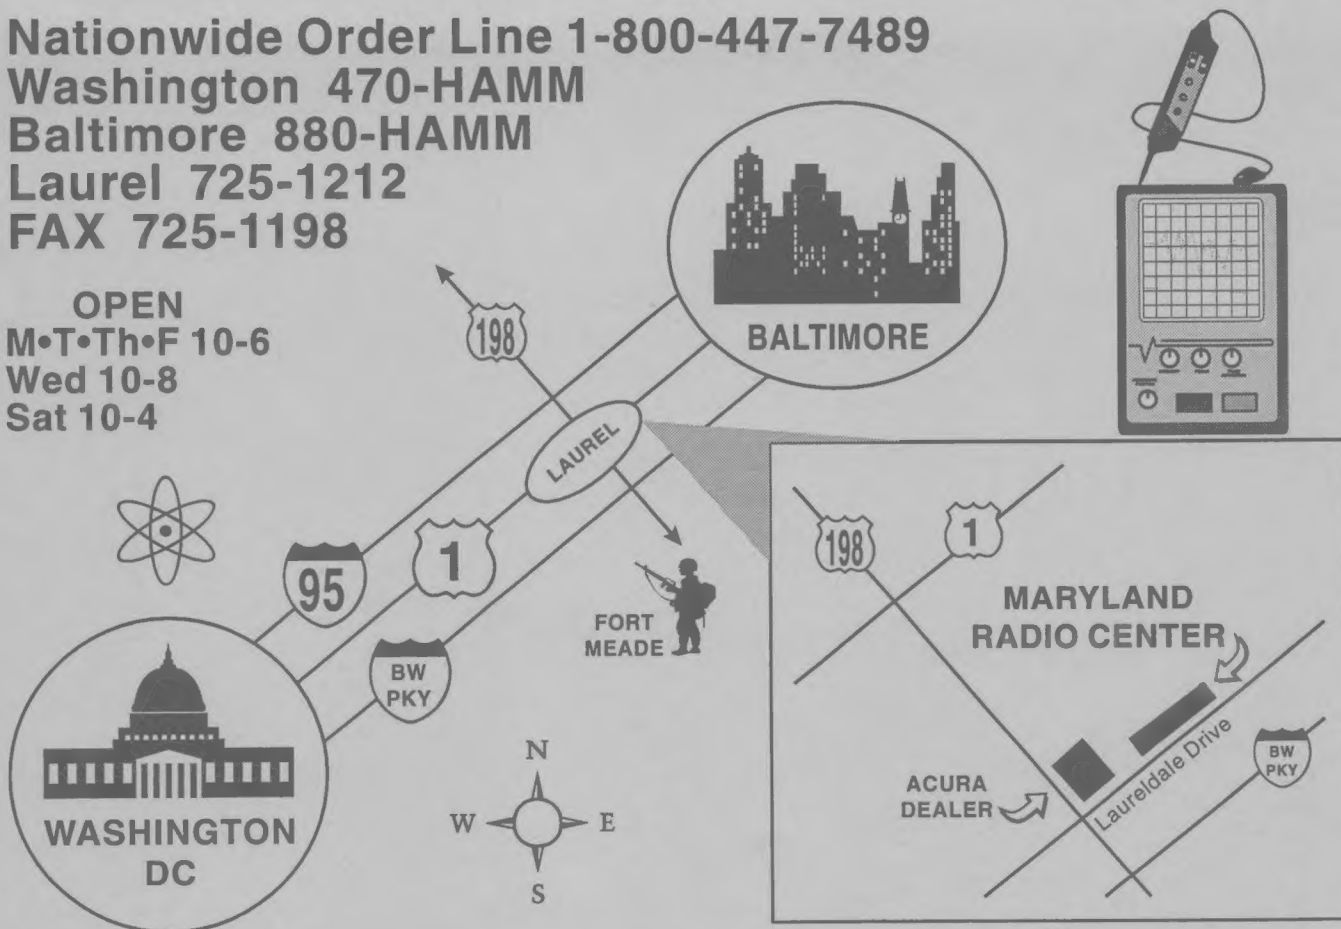 Nationwide Order Line 1-800-447-7489
Washington 470-HAMM
Baltimore 880-HAMM
Laurel 725-1212
FAX 725-1198
OPEN
M•T•Th•F 10-6
Wed 10-8
Sat 10-4
198
BALTIMORE
LAUREL
95
1
BW
PKY
FORT
MEADE
WASHINGTON
DC
N
W
E
S
198
1
MARYLAND
RADIO CENTER
ACURA
DEALER
Laureldale Drive
BW
PKY